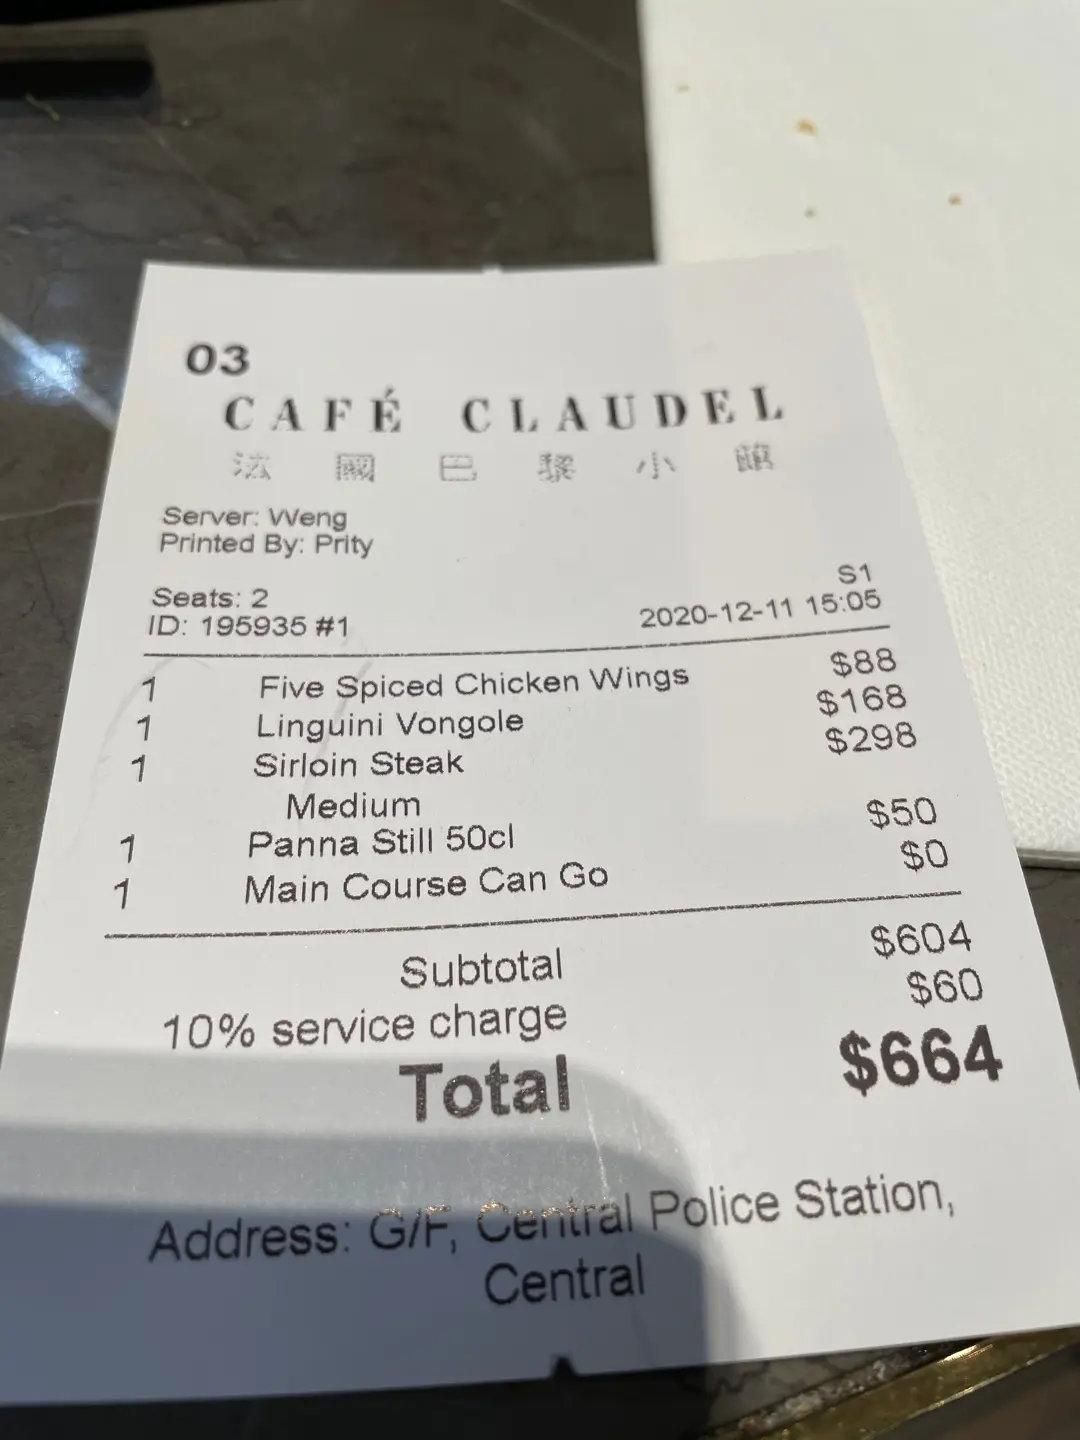 03
CAFÉ CLAUDEL
法國巴黎小館
Server: Weng
Printed By: Prity
S1
Seats: 2
ID: 195935 #1 2020-12-11 15:05
1 Five Spiced Chicken Wings $88
1 Linguini Vongole $168
1 Sirloin Steak $298
Medium
1 Panna Still 50cl $50
1 Main Course Can Go $0
Subtotal $604
10% service charge $60
Total $664
Address: G/F, Central Police Station,
Central